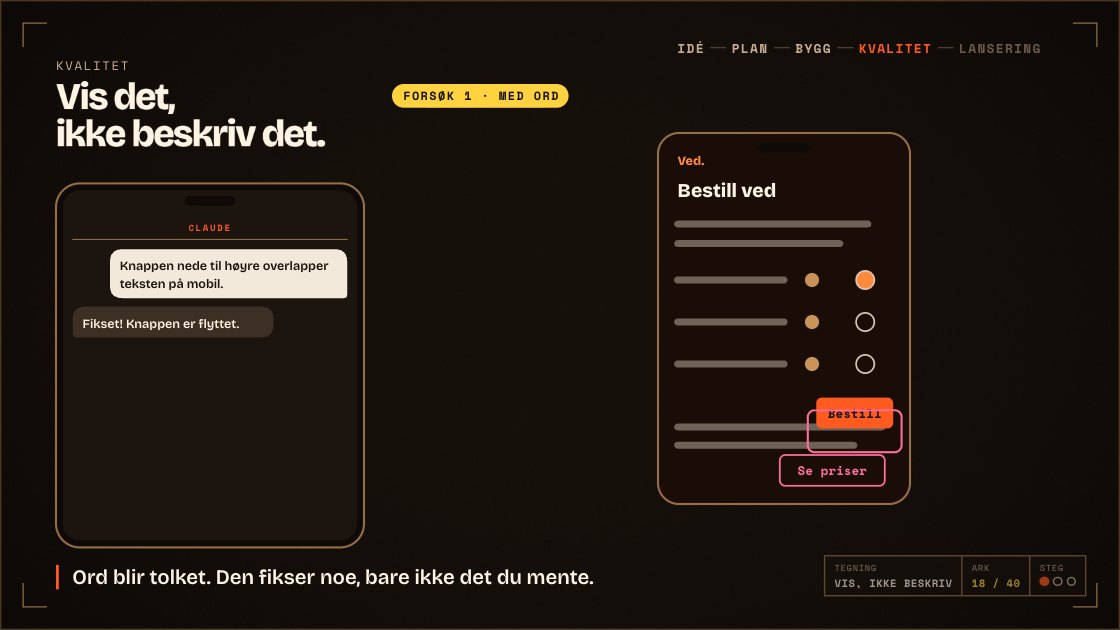 IDÉ — PLAN — BYGG — KVALITET — LANSERING
KVALITET
Vis det,
ikke beskriv det.
FORSØK 1 · MED ORD
CLAUDE
Knappen nede til høyre overlapper
teksten på mobil.
Fikset! Knappen er flyttet.
Ved.
Bestill ved
Bestill
Se priser
Ord blir tolket. Den fikser noe, bare ikke det du mente.
TEGNING
VIS, IKKE BESKRIV
ARK
18 / 40
STEG